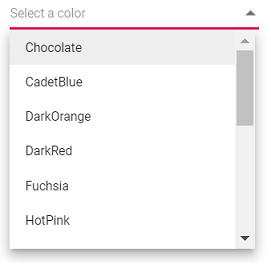 Select a color
Chocolate
CadetBlue
DarkOrange
DarkRed
Fuchsia
HotPink